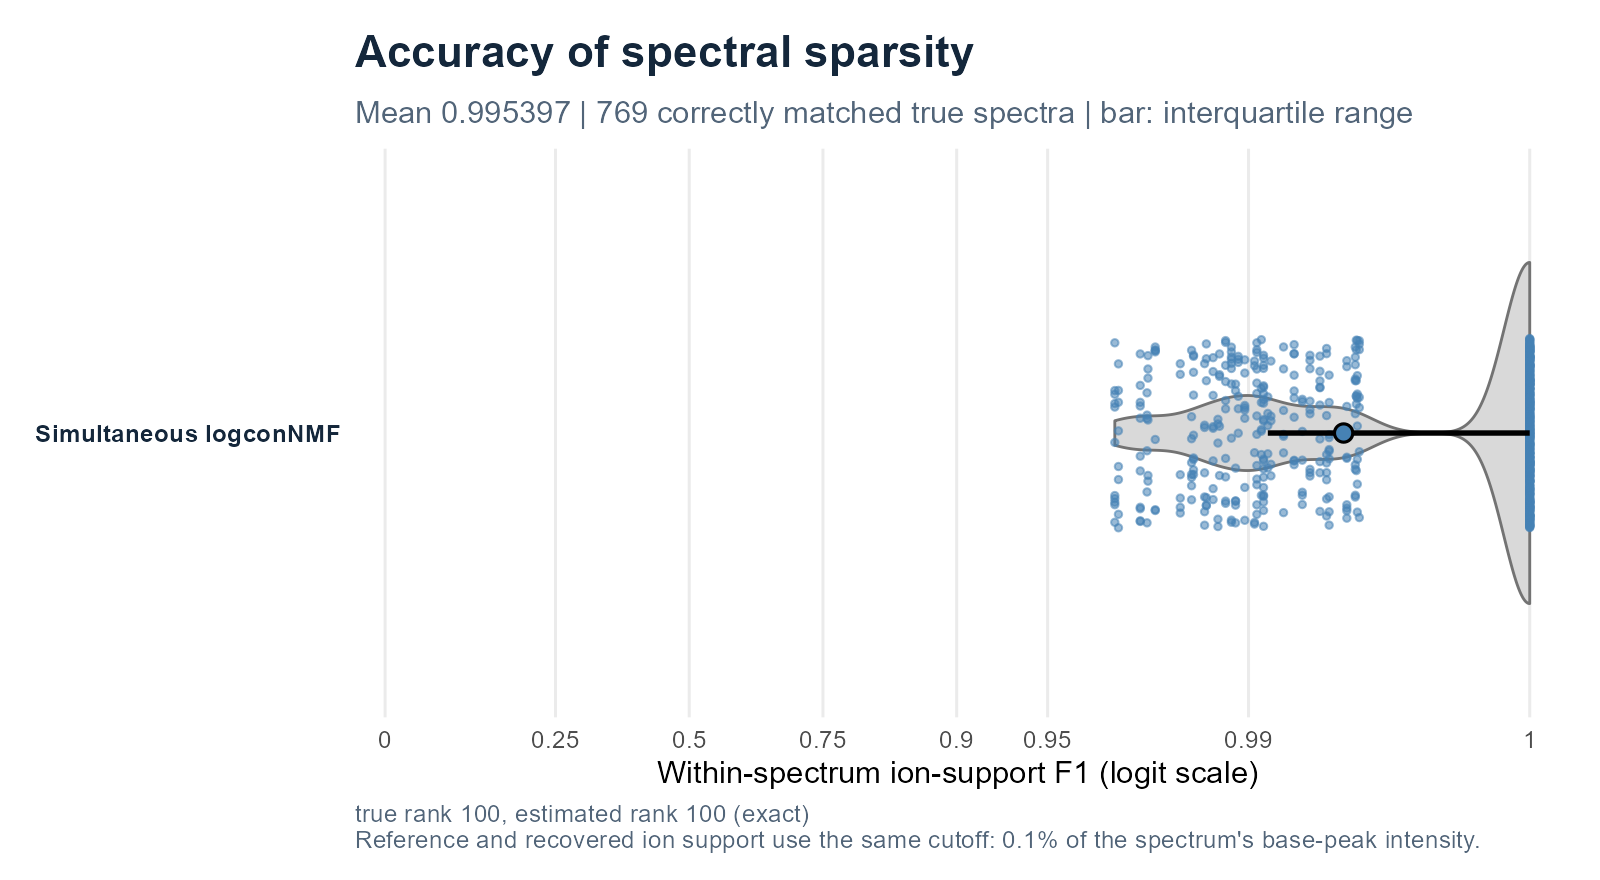 Accuracy of spectral sparsity
Mean 0.995397 | 769 correctly matched true spectra | bar: interquartile range
Simultaneous logconNMF
0 0.25 0.5 0.75 0.9 0.95 0.99 1
Within-spectrum ion-support F1 (logit scale)
true rank 100, estimated rank 100 (exact)
Reference and recovered ion support use the same cutoff: 0.1% of the spectrum's base-peak intensity.